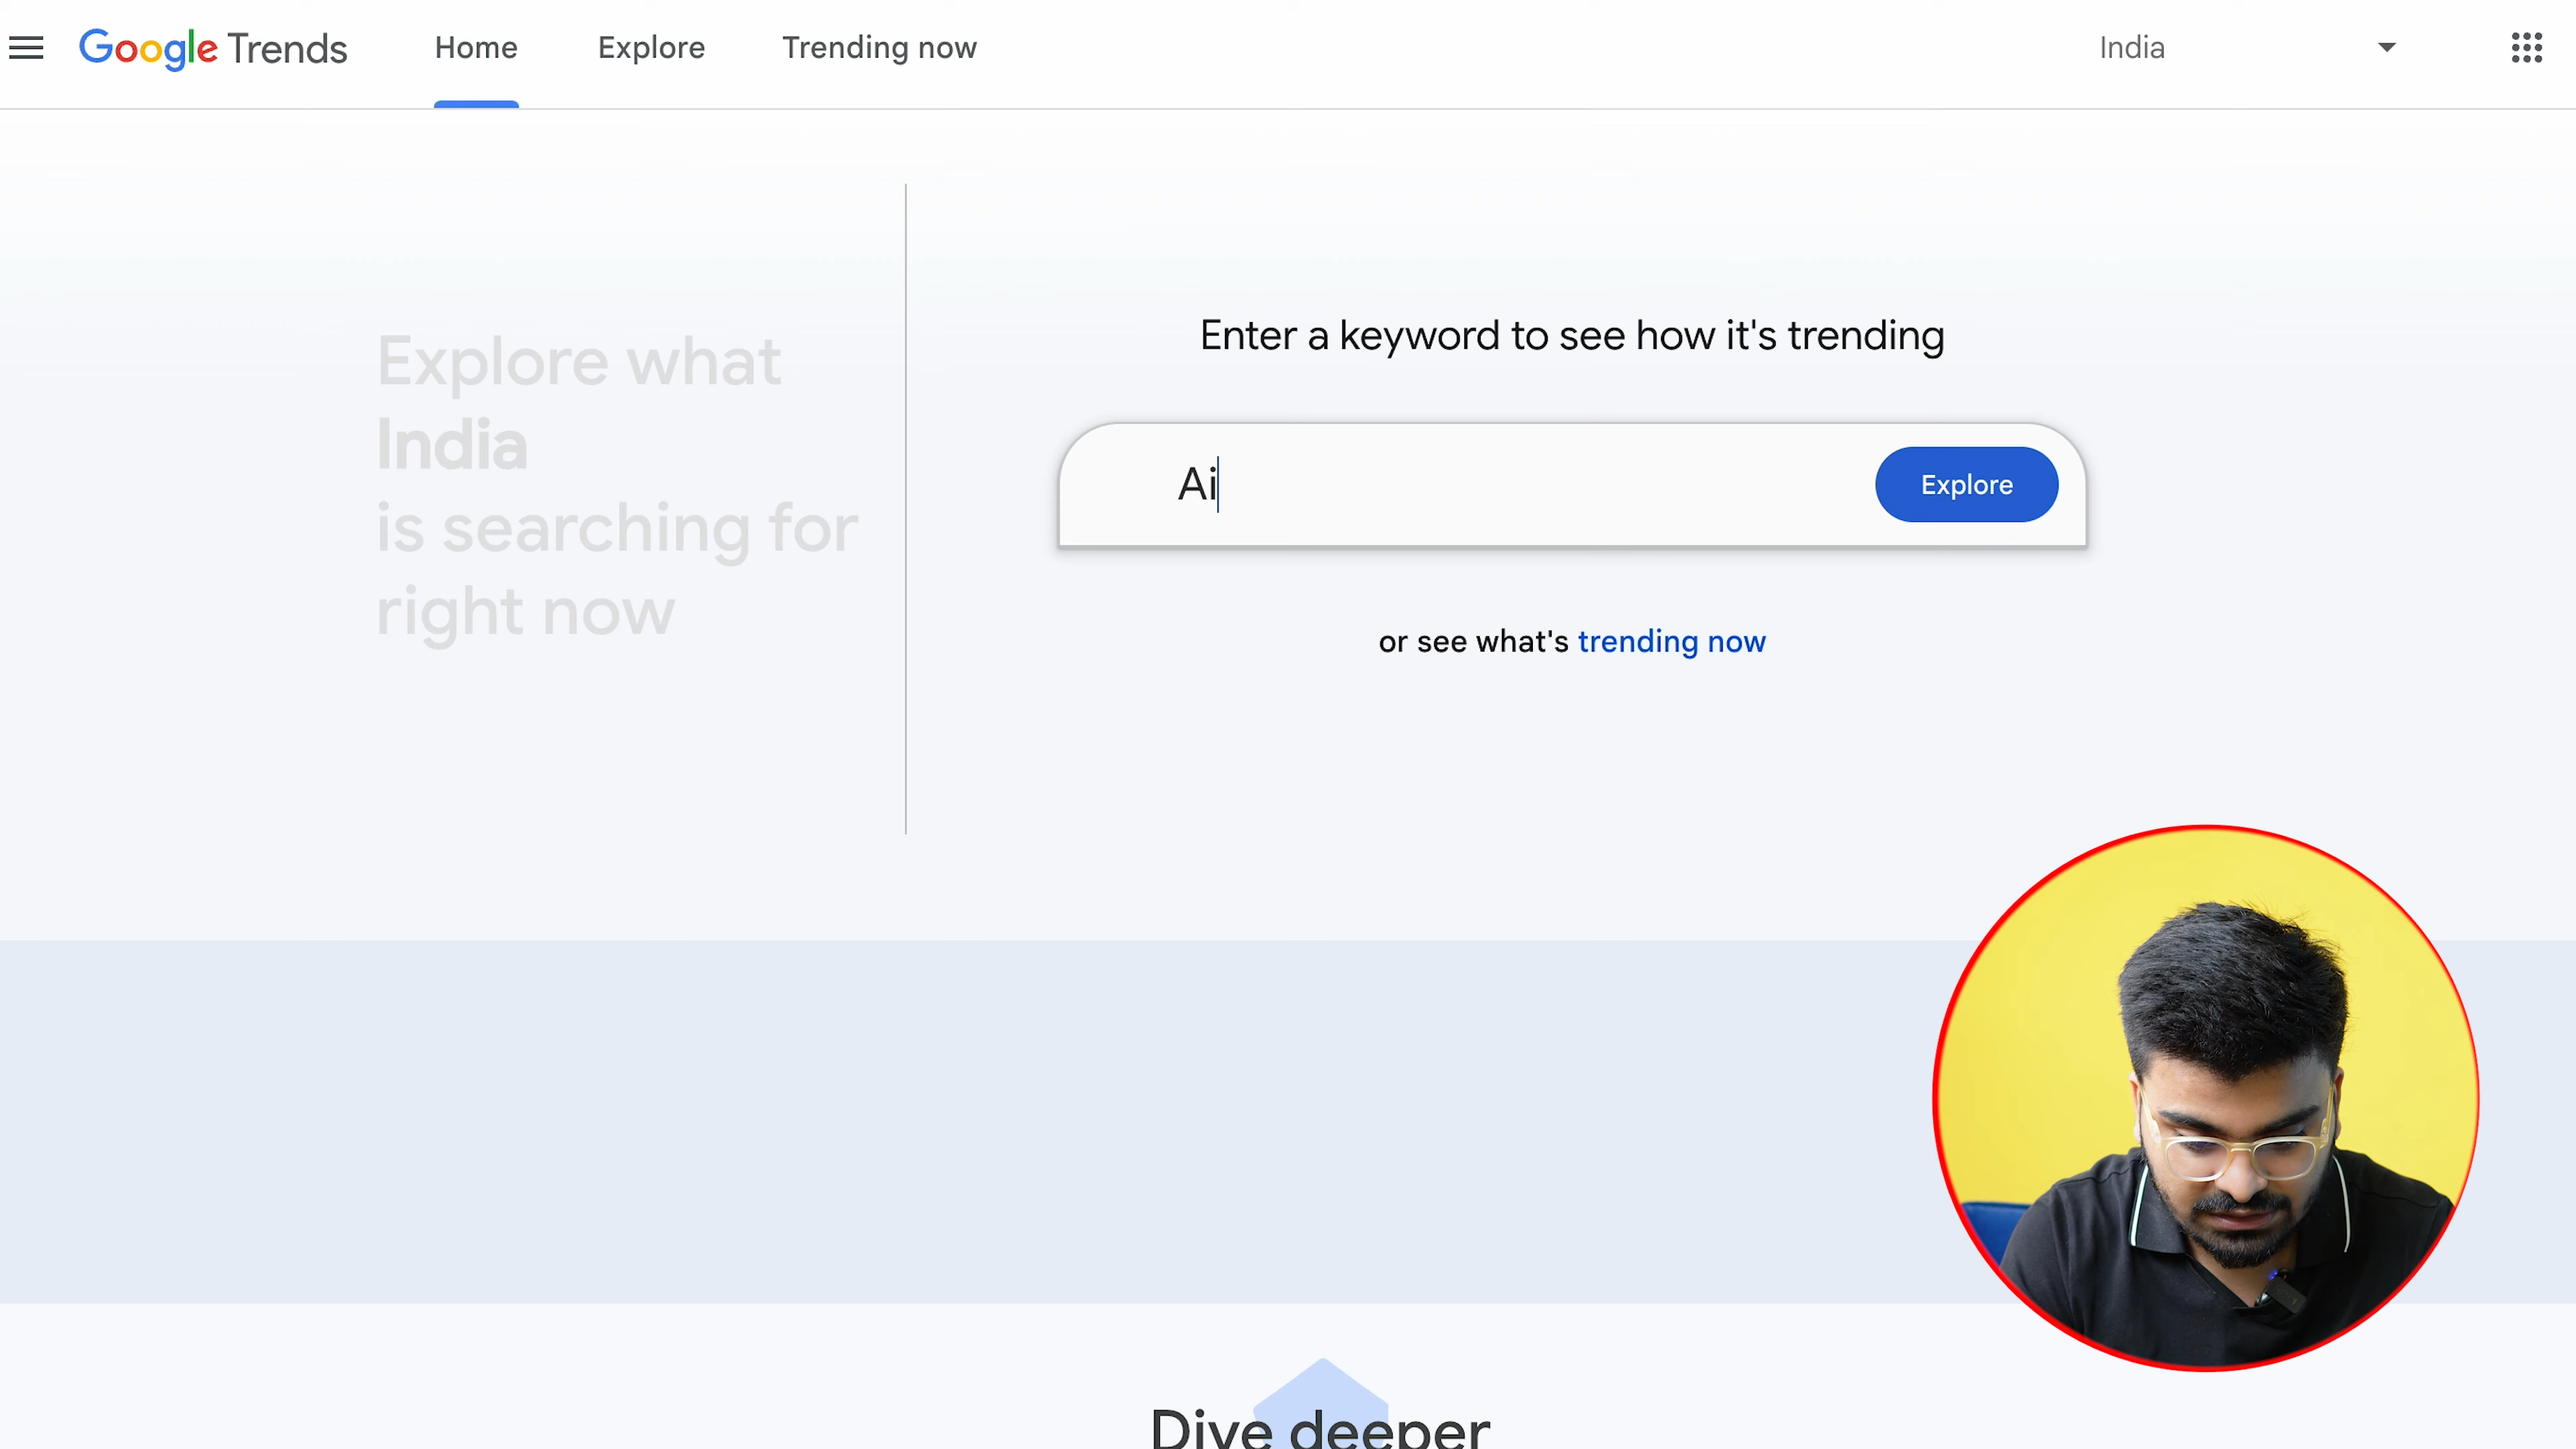 Google Trends
Home
Explore
Trending now
India
Explore what
India
is searching for
right now
Enter a keyword to see how it's trending
Ai
Explore
or see what's trending now
Dive deeper